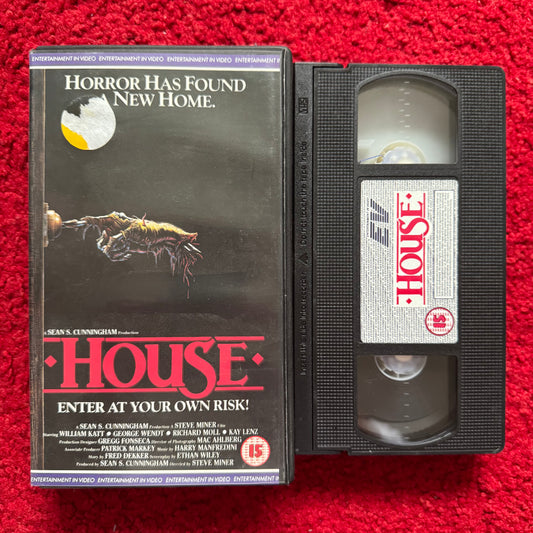 ENTERTAINMENT IN VIDEO ENTERTAINMENT IN VIDEO ENTERTAINMENT IN
HORROR HAS FOUND
NEW HOME.
A SEAN S. CUNNINGHAM Production
HOUSE
ENTER AT YOUR OWN RISK!
A SEAN S. CUNNINGHAM Production A STEVE MINER Film
Starring WILLIAM KATT • GEORGE WENDT • RICHARD MOLL • KAY LENZ
Production Designer GREGG FONSECA Director of Photography MAC AHLBERG
Associate Producer PATRICK MARKEY Music by HARRY MANFREDINI
Story by FRED DEKKER Screenplay by ETHAN WILEY
Produced by SEAN S. CUNNINGHAM Directed by STEVE MINER
15
ENTERTAINMENT IN VIDEO ENTERTAINMENT IN VIDEO ENTERTAINMENT IN
VHS
EV
HOUSE
15